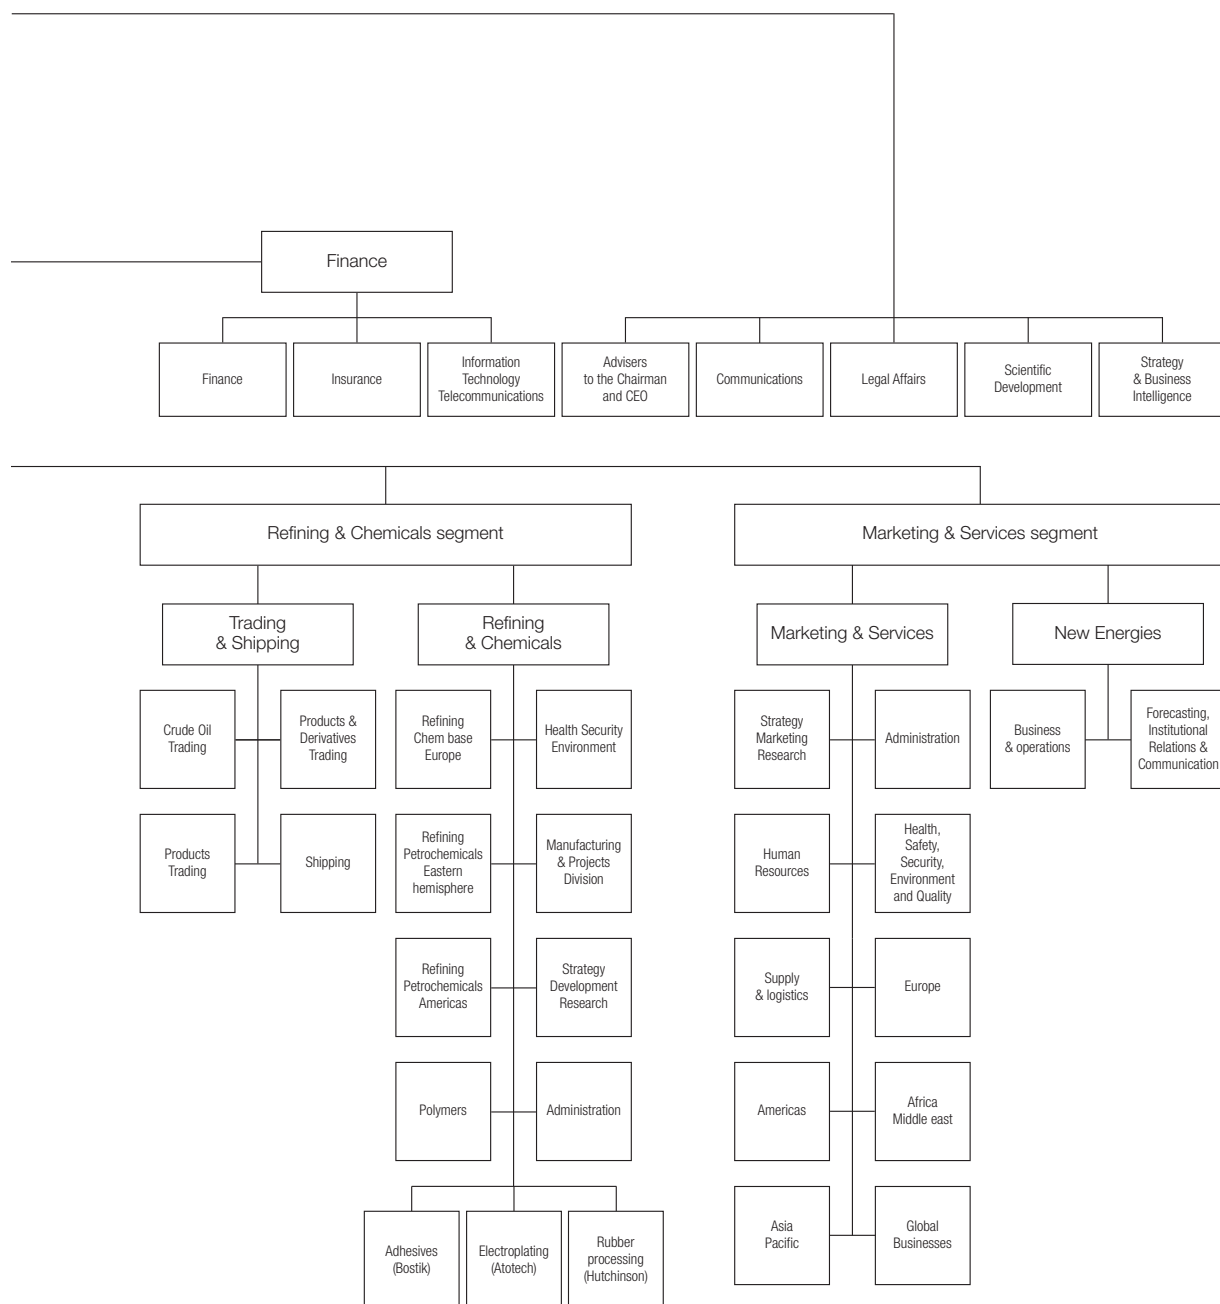 Finance
Finance
Insurance
Information
Technology
Telecommunications
Advisers
to the Chairman
and CEO
Communications
Legal Affairs
Scientific
Development
Strategy
& Business
Intelligence
Refining & Chemicals segment
Marketing & Services segment
Trading
& Shipping
Refining
& Chemicals
Marketing & Services
New Energies
Crude Oil
Trading
Products &
Derivatives
Trading
Refining
Chem base
Europe
Health Security
Environment
Strategy
Marketing
Research
Administration
Business
& operations
Forecasting,
Institutional
Relations &
Communication
Products
Trading
Shipping
Refining
Petrochemicals
Eastern
hemisphere
Manufacturing
& Projects
Division
Human
Resources
Health,
Safety,
Security,
Environment
and Quality
Refining
Petrochemicals
Americas
Strategy
Development
Research
Supply
& logistics
Europe
Polymers
Administration
Americas
Africa
Middle east
Adhesives
(Bostik)
Electroplating
(Atotech)
Rubber
processing
(Hutchinson)
Asia
Pacific
Global
Businesses